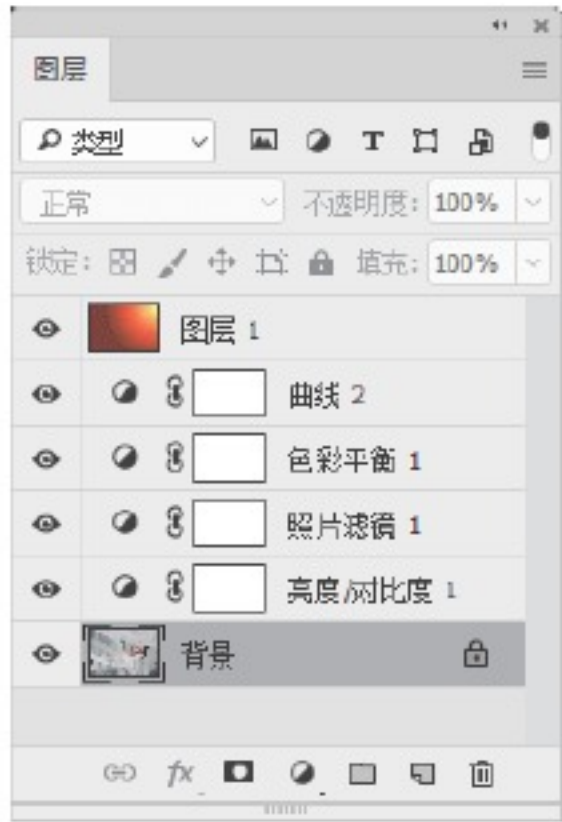 图层
类型 T
正常 不透明度: 100%
锁定: 填充: 100%
图层 1
曲线 2
色彩平衡 1
照片滤镜 1
亮度/对比度 1
背景
fx